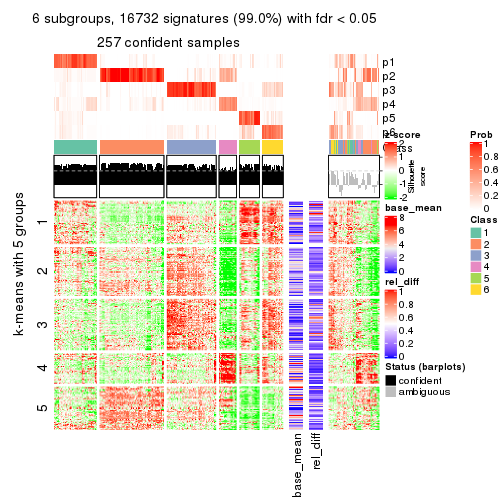 6 subgroups, 16732 signatures (99.0%) with fdr < 0.05
257 confident samples
p1
p2
p3
p4
p5
p6
Class
Silhouette
score
k-means with 5 groups
1
2
3
4
5
base_mean
rel_diff
z-score
2
1
0
-1
-2
base_mean
8
6
4
2
0
rel_diff
1
0.8
0.6
0.4
0.2
0
Status (barplots)
confident
ambiguous
Prob
1
0.8
0.6
0.4
0.2
0
Class
1
2
3
4
5
6